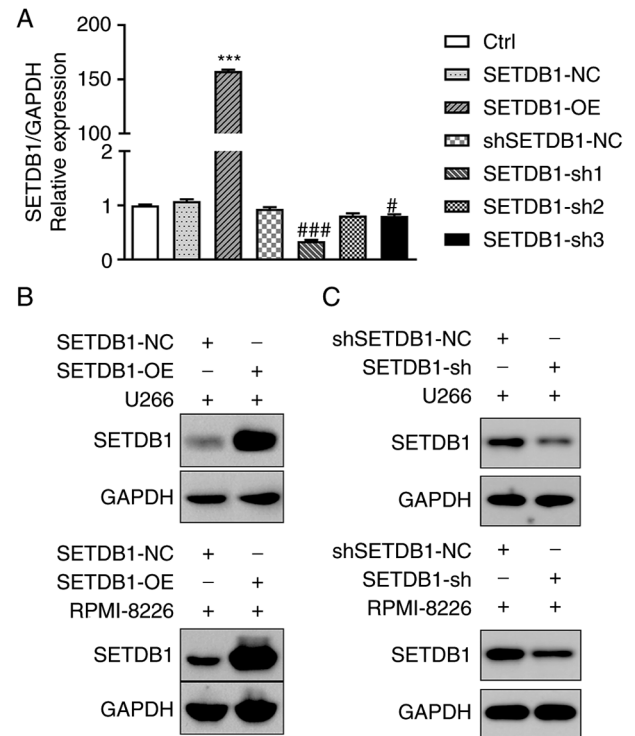 A
SETDB1/GAPDH
Relative expression
200
150
100
2
1
0
***
###
#
Ctrl
SETDB1-NC
SETDB1-OE
shSETDB1-NC
SETDB1-sh1
SETDB1-sh2
SETDB1-sh3
B
SETDB1-NC + −
SETDB1-OE − +
U266 + +
SETDB1
GAPDH
SETDB1-NC + −
SETDB1-OE − +
RPMI-8226 + +
SETDB1
GAPDH
C
shSETDB1-NC + −
SETDB1-sh − +
U266 + +
SETDB1
GAPDH
shSETDB1-NC + −
SETDB1-sh − +
RPMI-8226 + +
SETDB1
GAPDH